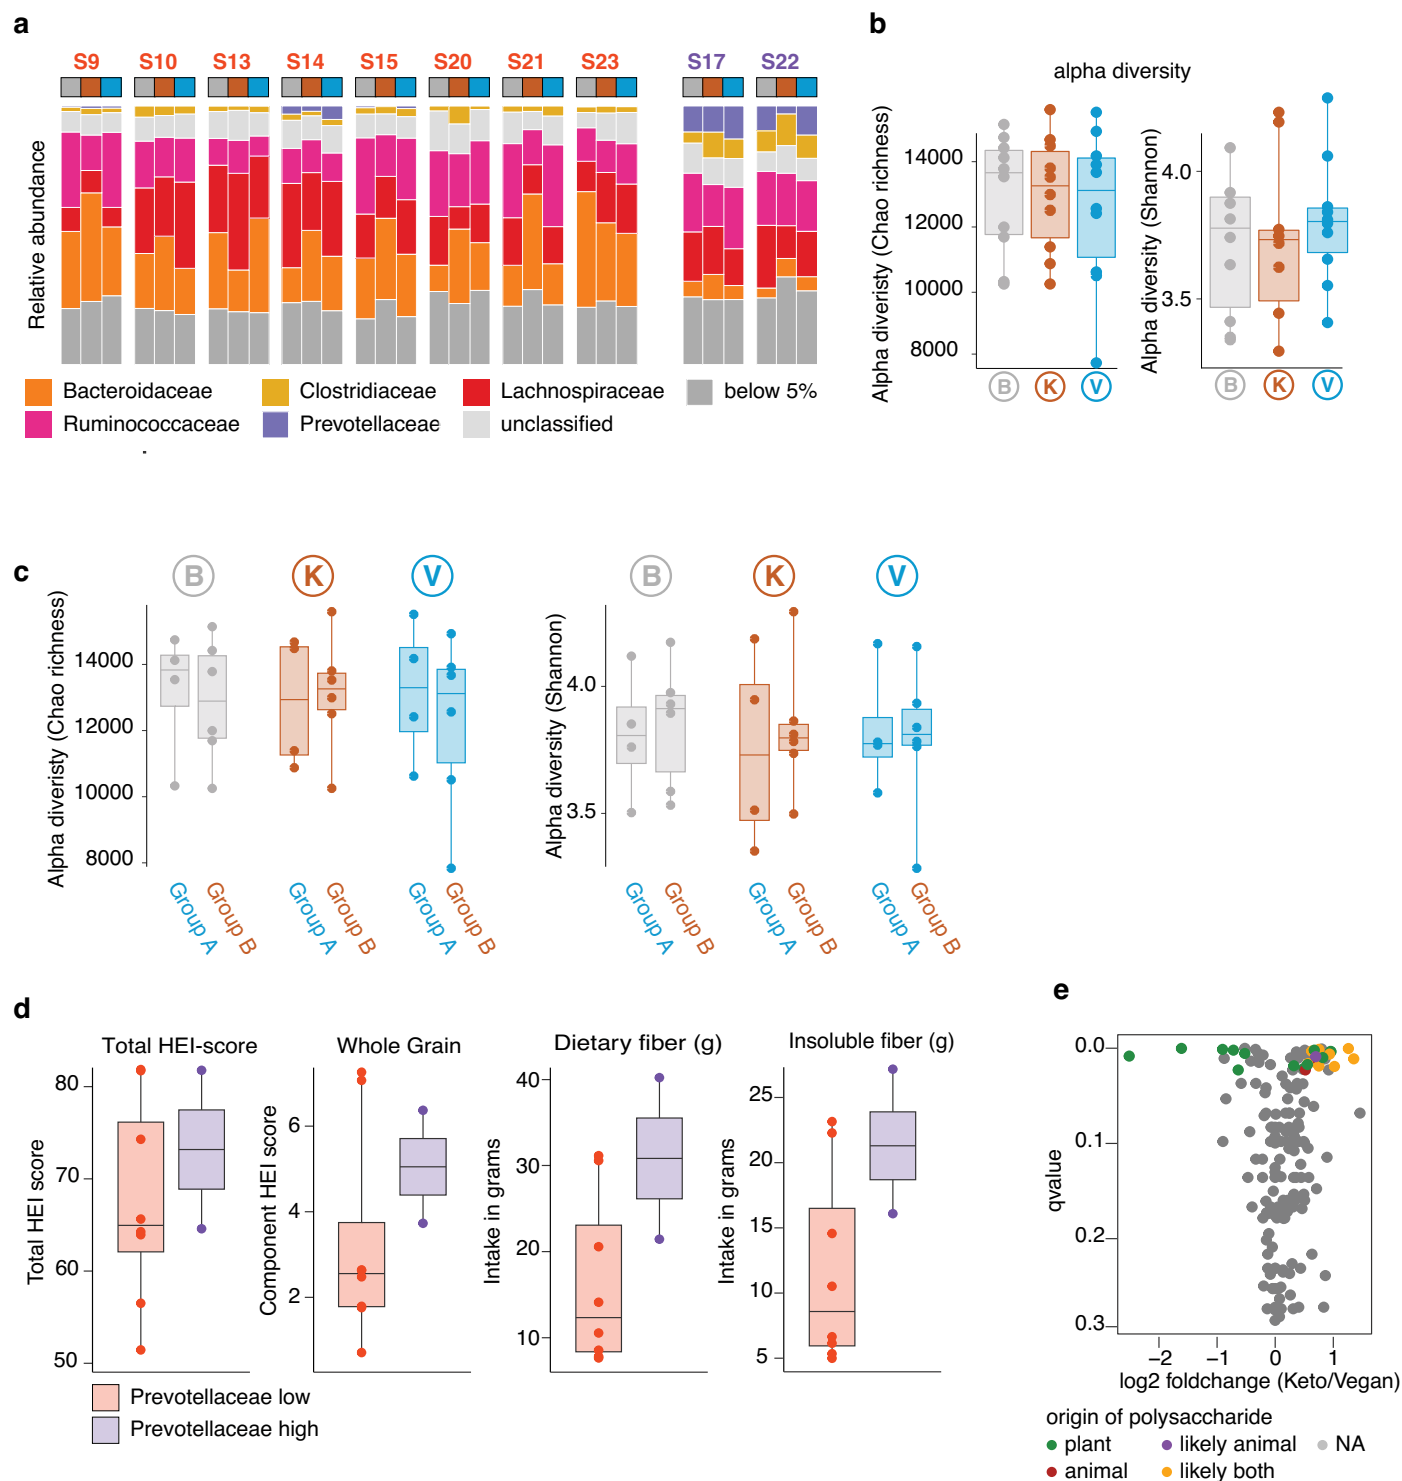 a
S9 S10 S13 S14 S15 S20 S21 S23 S17 S22
Relative abundance
Bacteroidaceae Clostridiaceae Lachnospiraceae below 5%
Ruminococcaceae Prevotellaceae unclassified
b
alpha diversity
Alpha diveristy (Chao richness)
14000
12000
10000
8000
B K V
Alpha diversity (Shannon)
4.0
3.5
B K V
c
B K V
Alpha diveristy (Chao richness)
14000
12000
10000
8000
Group A Group B Group A Group B Group A Group B
B K V
Alpha diversity (Shannon)
4.0
3.5
Group A Group B Group A Group B Group A Group B
d
Total HEI-score
Total HEI score
80
70
60
50
Whole Grain
Component HEI score
6
4
2
Dietary fiber (g)
Intake in grams
40
30
20
10
Insoluble fiber (g)
Intake in grams
25
20
15
10
5
Prevotellaceae low
Prevotellaceae high
e
qvalue
0.0
0.1
0.2
0.3
−2 −1 0 1
log2 foldchange (Keto/Vegan)
origin of polysaccharide
plant likely animal NA
animal likely both